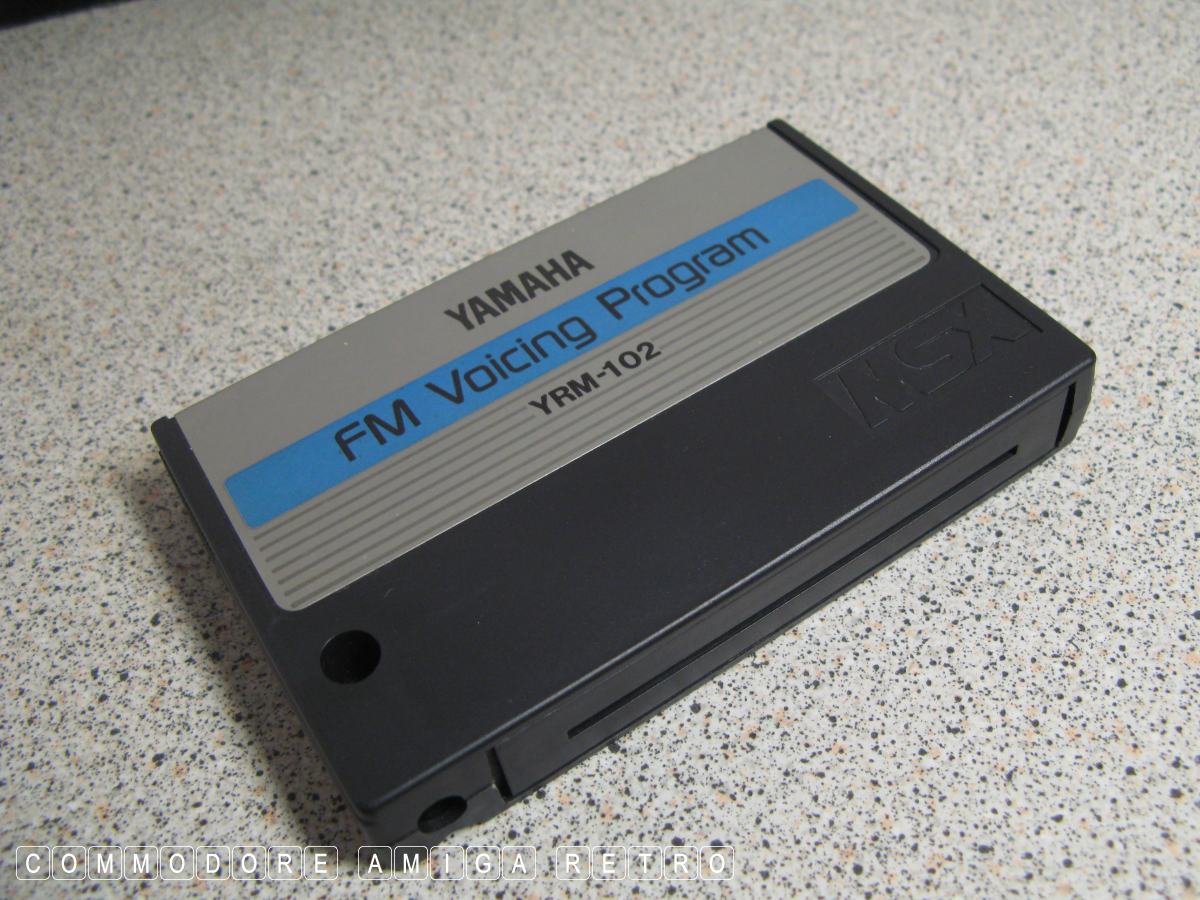 YAMAHA
FM Voicing Program
YRM-102
MSX
COMMODORE AMIGA RETRO